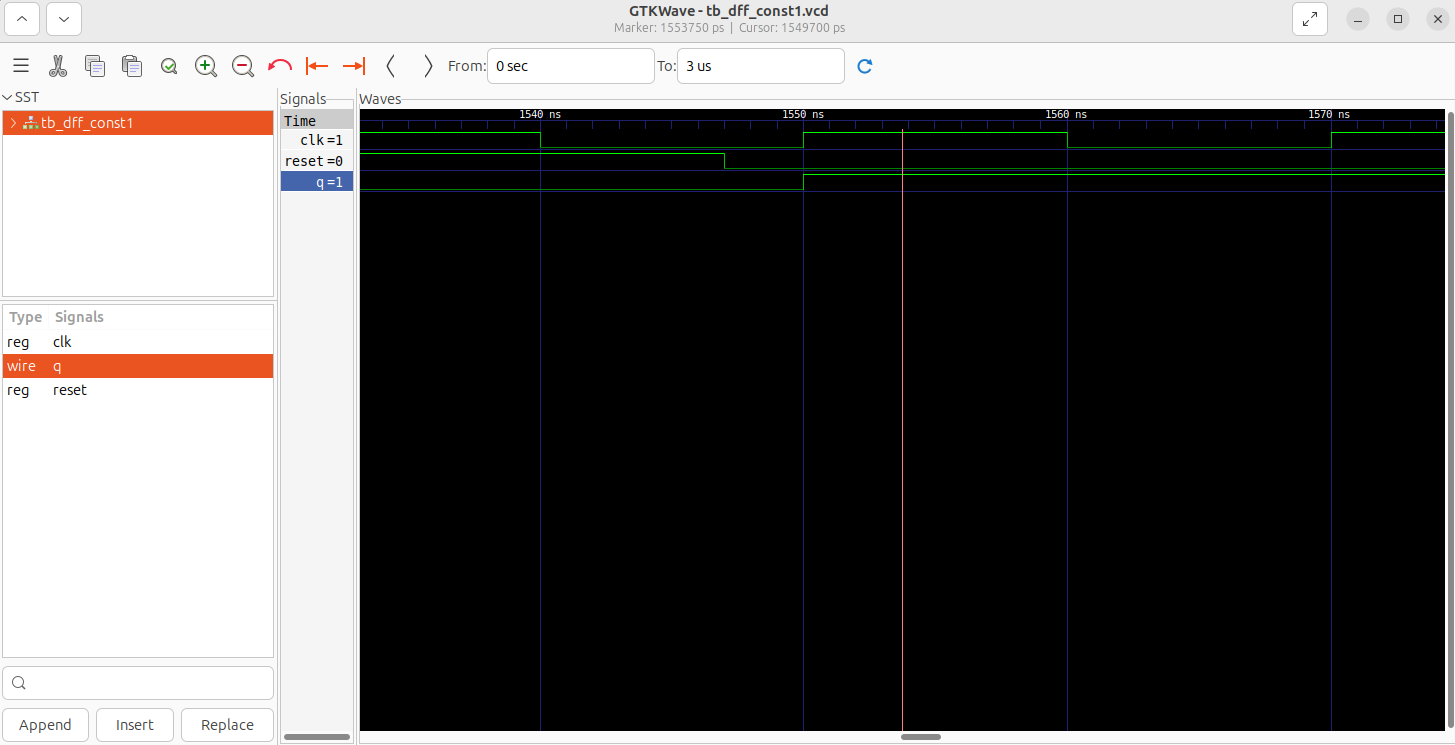 GTKWave - tb_dff_const1.vcd
Marker: 1553750 ps | Cursor: 1549700 ps
From: 0 sec To: 3 us
SST
tb_dff_const1
Type Signals
reg clk
wire q
reg reset
Append Insert Replace
Signals
Time
clk=1
reset=0
q=1
Waves
1540 ns 1550 ns 1560 ns 1570 ns